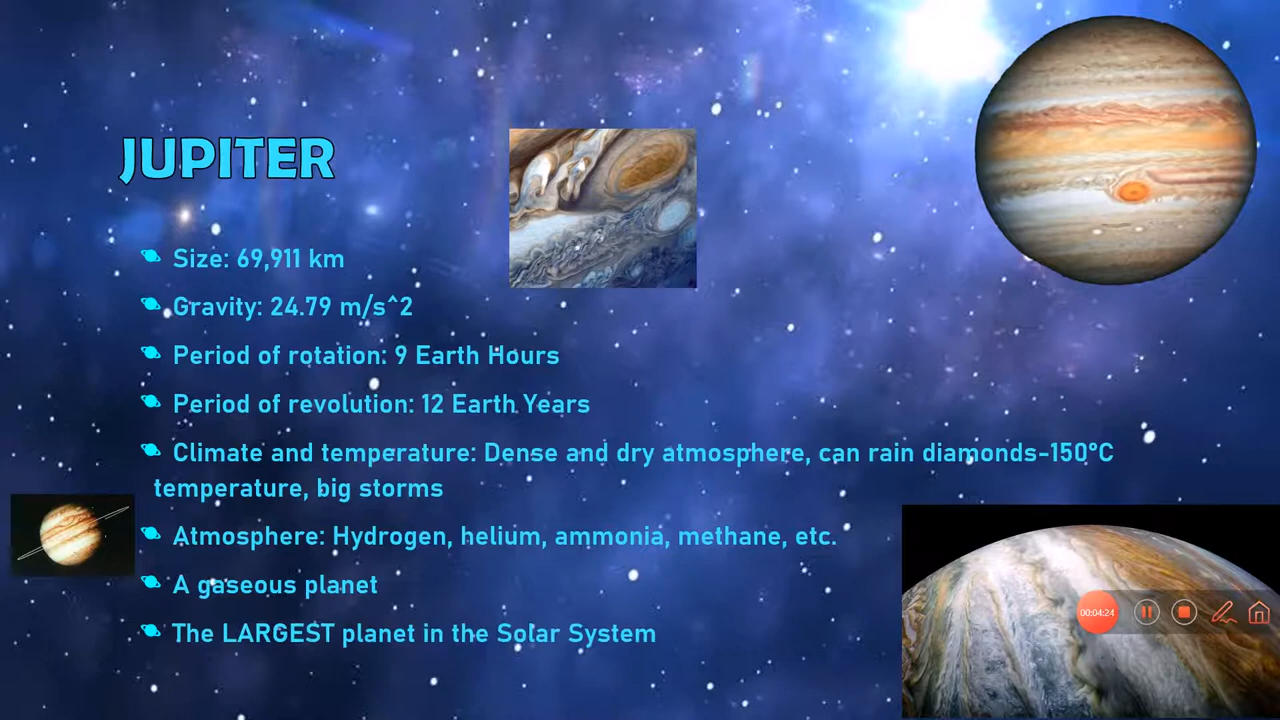 JUPITER
Size: 69,911 km
Gravity: 24.79 m/s^2
Period of rotation: 9 Earth Hours
Period of revolution: 12 Earth Years
Climate and temperature: Dense and dry atmosphere, can rain diamonds-150°C
temperature, big storms
Atmosphere: Hydrogen, helium, ammonia, methane, etc.
A gaseous planet
The LARGEST planet in the Solar System
00:04:24